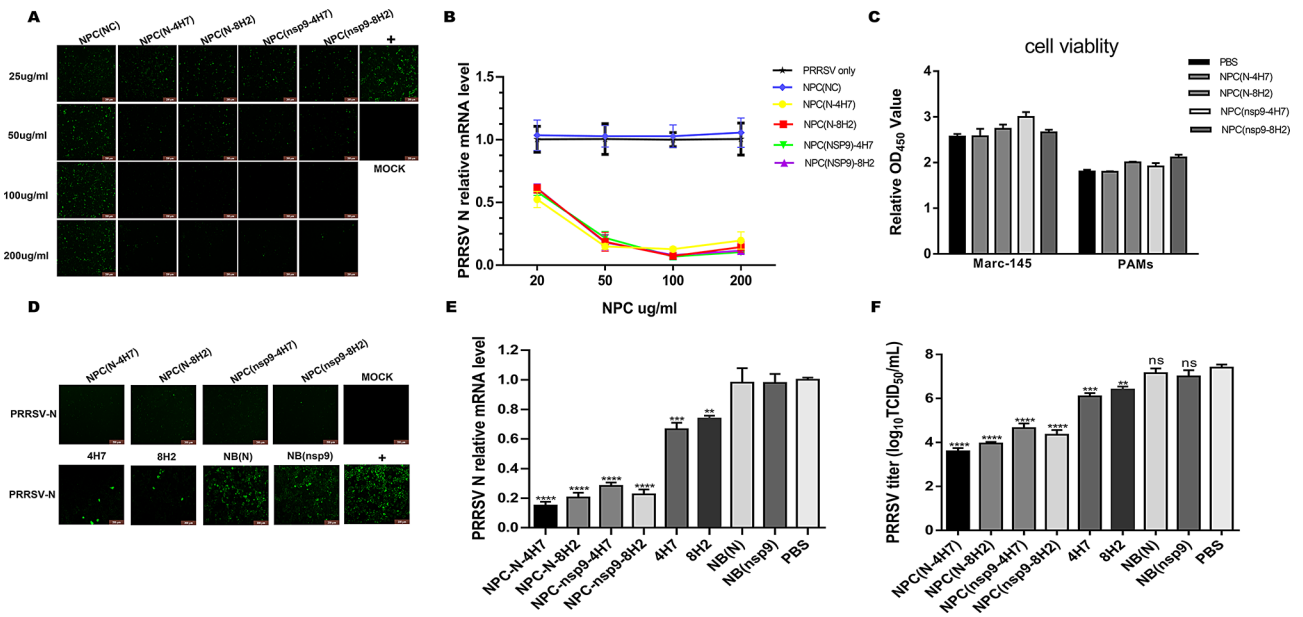 A
NPC(NC)
NPC(N-4H7)
NPC(N-8H2)
NPC(nsp9-4H7)
NPC(nsp9-8H2)
+
25ug/ml
50ug/ml
MOCK
100ug/ml
200ug/ml
B
PRRSV N relative mRNA level
1.5
1.0
0.5
0.0
20 50 100 200
NPC ug/ml
PRRSV only
NPC(NC)
NPC(N-4H7)
NPC(N-8H2)
NPC(NSP9)-4H7
NPC(NSP9)-8H2
C
cell viablity
Relative OD450 Value
4
3
2
1
0
Marc-145 PAMs
PBS
NPC(N-4H7)
NPC(N-8H2)
NPC(nsp9-4H7)
NPC(nsp9-8H2)
D
NPC(N-4H7)
NPC(N-8H2)
NPC(nsp9-4H7)
NPC(nsp9-8H2)
MOCK
PRRSV-N
4H7 8H2 NB(N) NB(nsp9) +
PRRSV-N
E
PRRSV N relative mRNA level
1.2
1.0
0.8
0.6
0.4
0.2
0.0
**** **** **** **** *** **
NPC-N-4H7
NPC-N-8H2
NPC-nsp9-4H7
NPC-nsp9-8H2
4H7
8H2
NB(N)
NB(nsp9)
PBS
F
PRRSV titer (log10TCID50/mL)
8
6
4
2
0
**** **** **** **** *** ** ns ns
NPC(N-4H7)
NPC(N-8H2)
NPC(nsp9-4H7)
NPC(nsp9-8H2)
4H7
8H2
NB(N)
NB(nsp9)
PBS